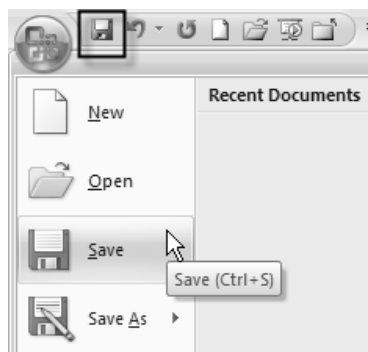 Recent Documents
New
Open
Save
Save (Ctrl+S)
Save As